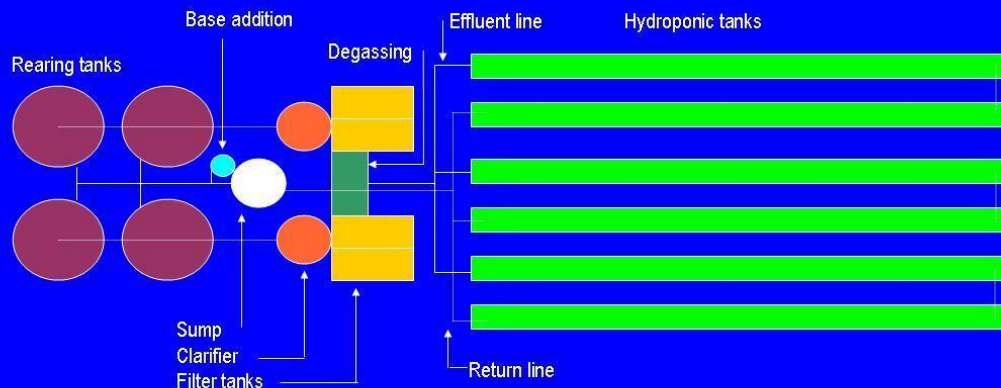 Base addition
Effluent line
Hydroponic tanks
Degassing
Rearing tanks
Sump
Clarifier
Filter tanks
Return line